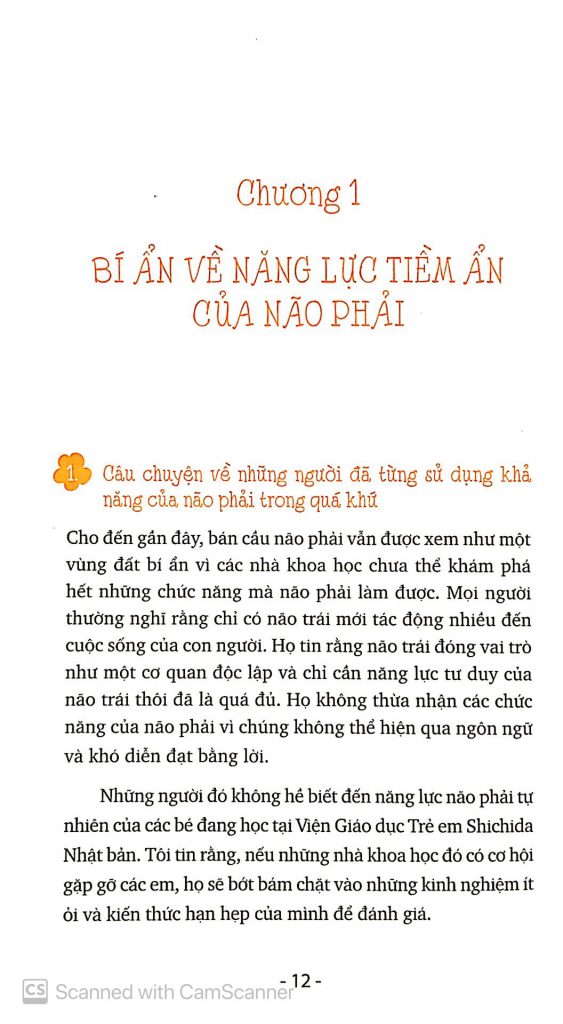 Chương 1
BÍ ẨN VỀ NĂNG LỰC TIỀM ẨN
CỦA NÃO PHẢI
1 Câu chuyện về những người đã từng sử dụng khả
năng của não phải trong quá khứ
Cho đến gần đây, bán cầu não phải vẫn được xem như một
vùng đất bí ẩn vì các nhà khoa học chưa thể khám phá
hết những chức năng mà não phải làm được. Mọi người
thường nghĩ rằng chỉ có não trái mới tác động nhiều đến
cuộc sống của con người. Họ tin rằng não trái đóng vai trò
như một cơ quan độc lập và chỉ cần năng lực tư duy của
não trái thôi đã là quá đủ. Họ không thừa nhận các chức
năng của não phải vì chúng không thể hiện qua ngôn ngữ
và khó diễn đạt bằng lời.
Những người đó không hề biết đến năng lực não phải tự
nhiên của các bé đang học tại Viện Giáo dục Trẻ em Shichida
Nhật bản. Tôi tin rằng, nếu những nhà khoa học đó có cơ hội
gặp gỡ các em, họ sẽ bớt bám chặt vào những kinh nghiệm ít
ỏi và kiến thức hạn hẹp của mình để đánh giá.
- 12 -
CS Scanned with CamScanner